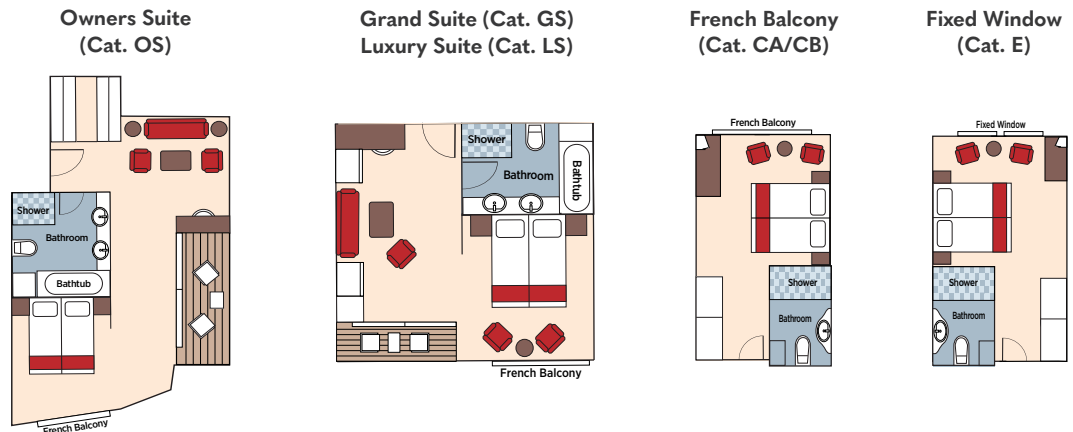 Owners Suite
(Cat. OS)
Grand Suite (Cat. GS)
Luxury Suite (Cat. LS)
French Balcony
(Cat. CA/CB)
Fixed Window
(Cat. E)
Shower
Bathroom
Bathtub
French Balcony
Shower
Bathroom
Bathtub
French Balcony
French Balcony
Shower
Bathroom
Fixed Window
Shower
Bathroom